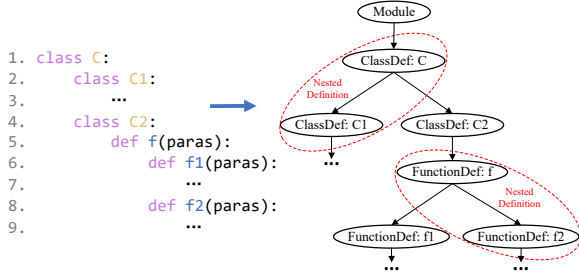 1. class C:
2. class C1:
3. ...
4. class C2:
5. def f(paras):
6. def f1(paras):
7. ...
8. def f2(paras):
9. ...
Module
ClassDef: C
Nested
Definition
ClassDef: C1
ClassDef: C2
...
FunctionDef: f
Nested
Definition
FunctionDef: f1
FunctionDef: f2
...
...